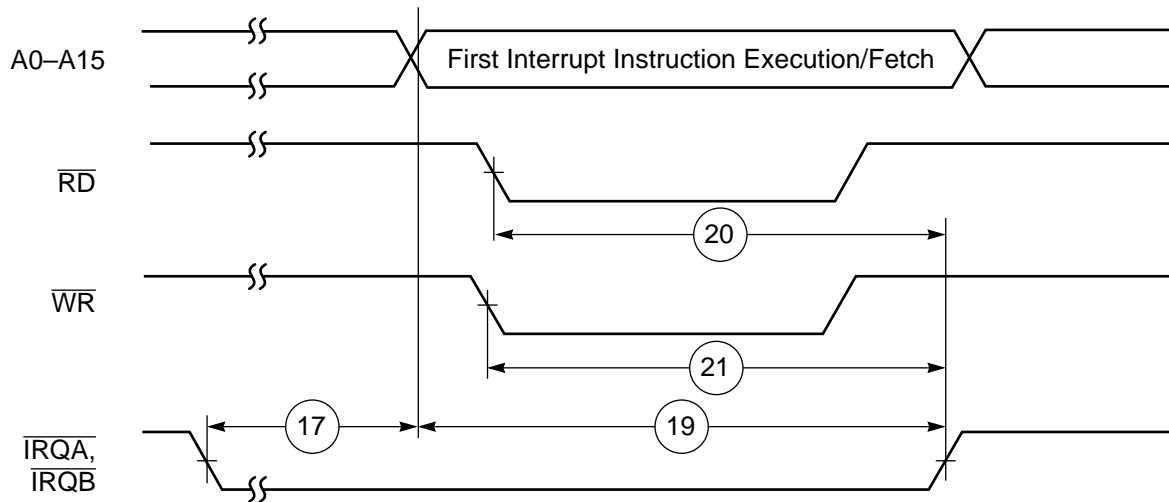 A0–A15
First Interrupt Instruction Execution/Fetch
RD
20
WR
21
17
19
IRQA,
IRQB